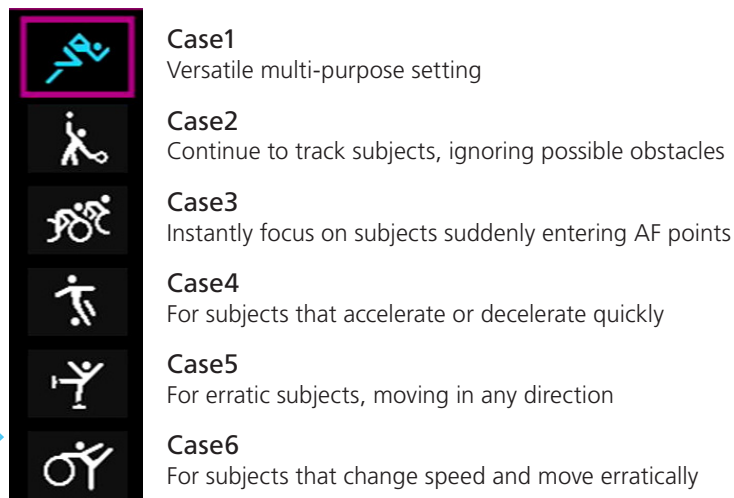 Case1
Versatile multi-purpose setting
Case2
Continue to track subjects, ignoring possible obstacles
Case3
Instantly focus on subjects suddenly entering AF points
Case4
For subjects that accelerate or decelerate quickly
Case5
For erratic subjects, moving in any direction
Case6
For subjects that change speed and move erratically